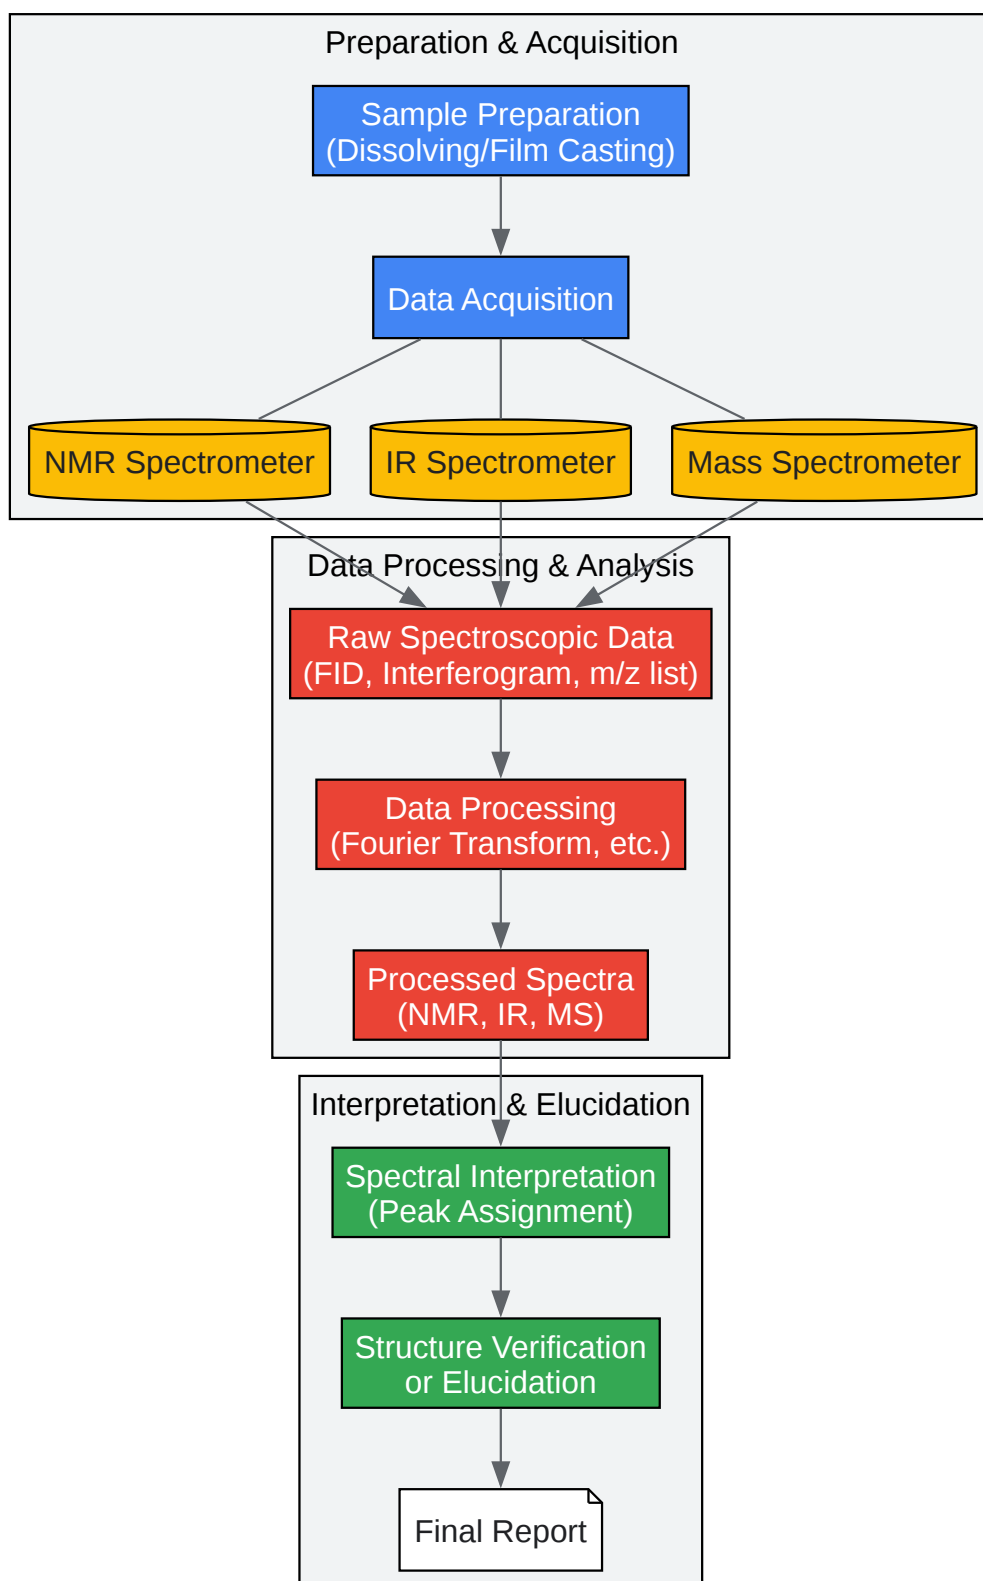 Preparation & Acquisition
Sample Preparation
(Dissolving/Film Casting)
Data Acquisition
NMR Spectrometer
IR Spectrometer
Mass Spectrometer
Data Processing & Analysis
Raw Spectroscopic Data
(FID, Interferogram, m/z list)
Data Processing
(Fourier Transform, etc.)
Processed Spectra
(NMR, IR, MS)
Interpretation & Elucidation
Spectral Interpretation
(Peak Assignment)
Structure Verification
or Elucidation
Final Report